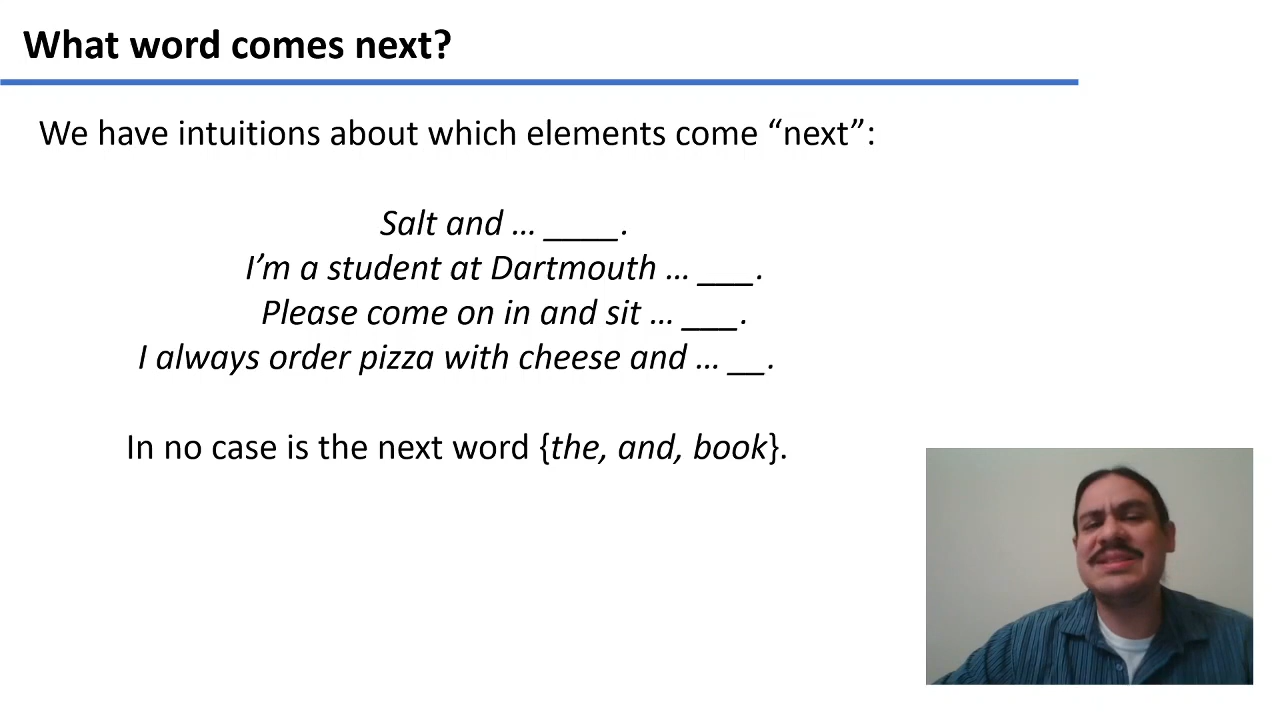 What word comes next?
We have intuitions about which elements come “next”:
Salt and … ____.
I’m a student at Dartmouth … ___.
Please come on in and sit … ___.
I always order pizza with cheese and … __.
In no case is the next word {the, and, book}.